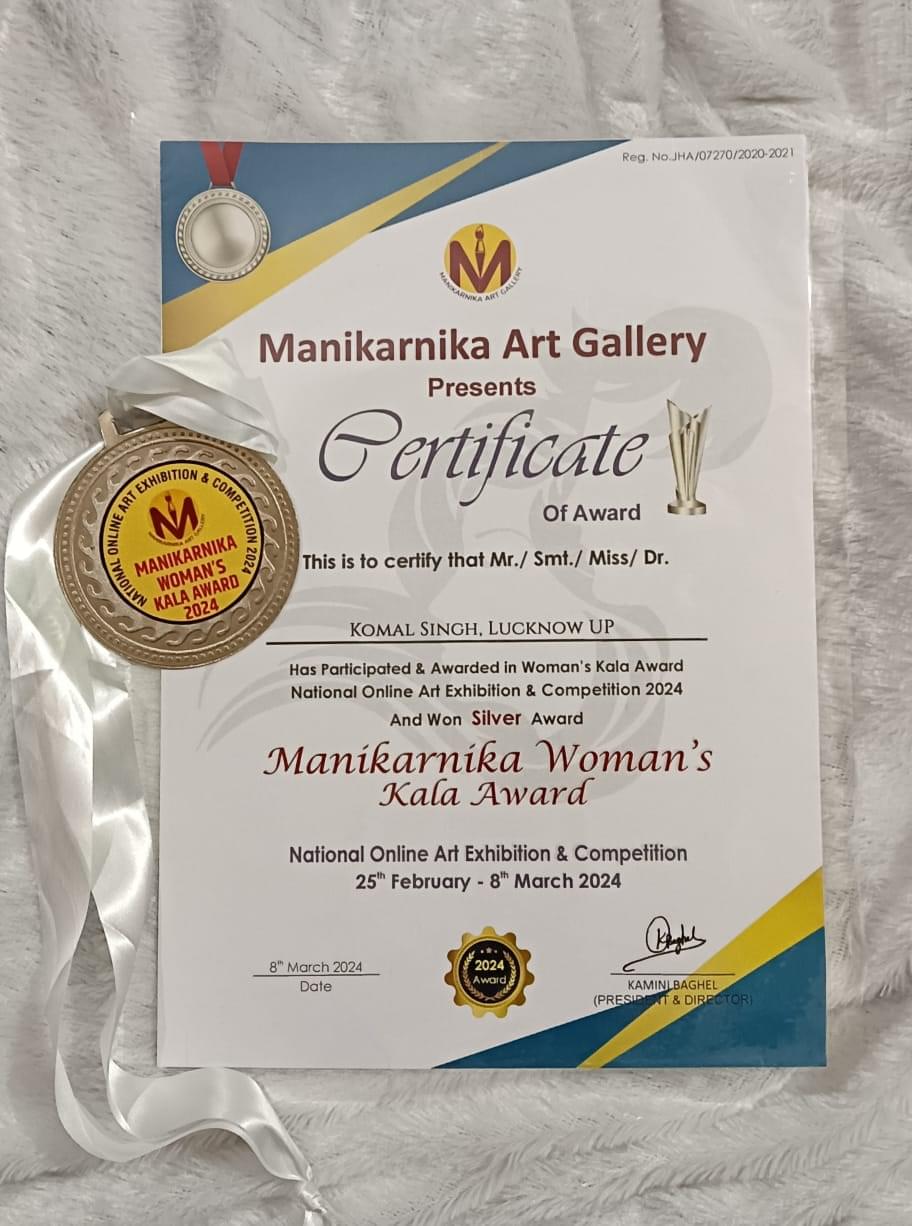 Reg. No.JHA/07270/2020-2021
M
MANIKARNIKA ART GALLERY
Manikarnika Art Gallery
Presents
Certificate
Of Award
This is to certify that Mr./ Smt./ Miss/ Dr.
KOMAL SINGH, LUCKNOW UP
Has Participated & Awarded in Woman's Kala Award
National Online Art Exhibition & Competition 2024
And Won Silver Award
Manikarnika Woman's
Kala Award
National Online Art Exhibition & Competition
25th February - 8th March 2024
8th March 2024
Date
2024
Award
KAMINI BAGHEL
(PRESIDENT & DIRECTOR)
NATIONAL ONLINE ART EXHIBITION & COMPETITION 2024
M
MANIKARNIKA ART GALLERY
MANIKARNIKA
WOMAN'S
KALA AWARD
2024